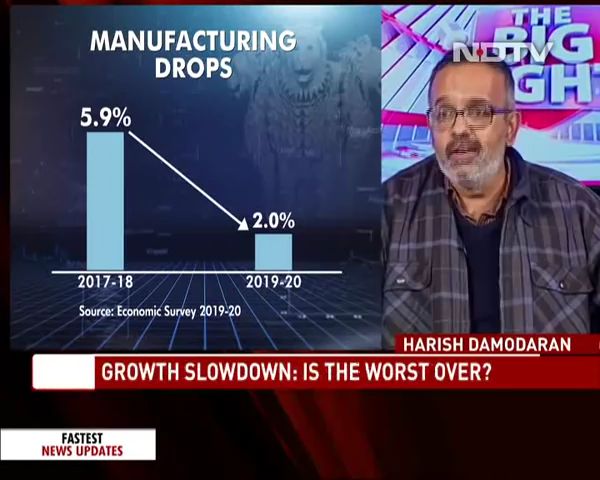 MANUFACTURING
DROPS
5.9%
2.0%
2017-18
2019-20
Source: Economic Survey 2019-20
THE
BIG
NDTV
HARISH DAMODARAN
GROWTH SLOWDOWN: IS THE WORST OVER?
FASTEST
NEWS UPDATES